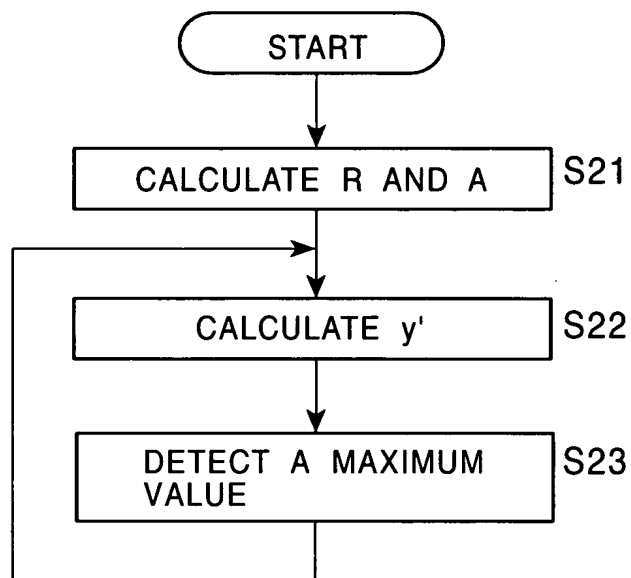 START
CALCULATE R AND A
S21
CALCULATE y'
S22
DETECT A MAXIMUM
VALUE
S23